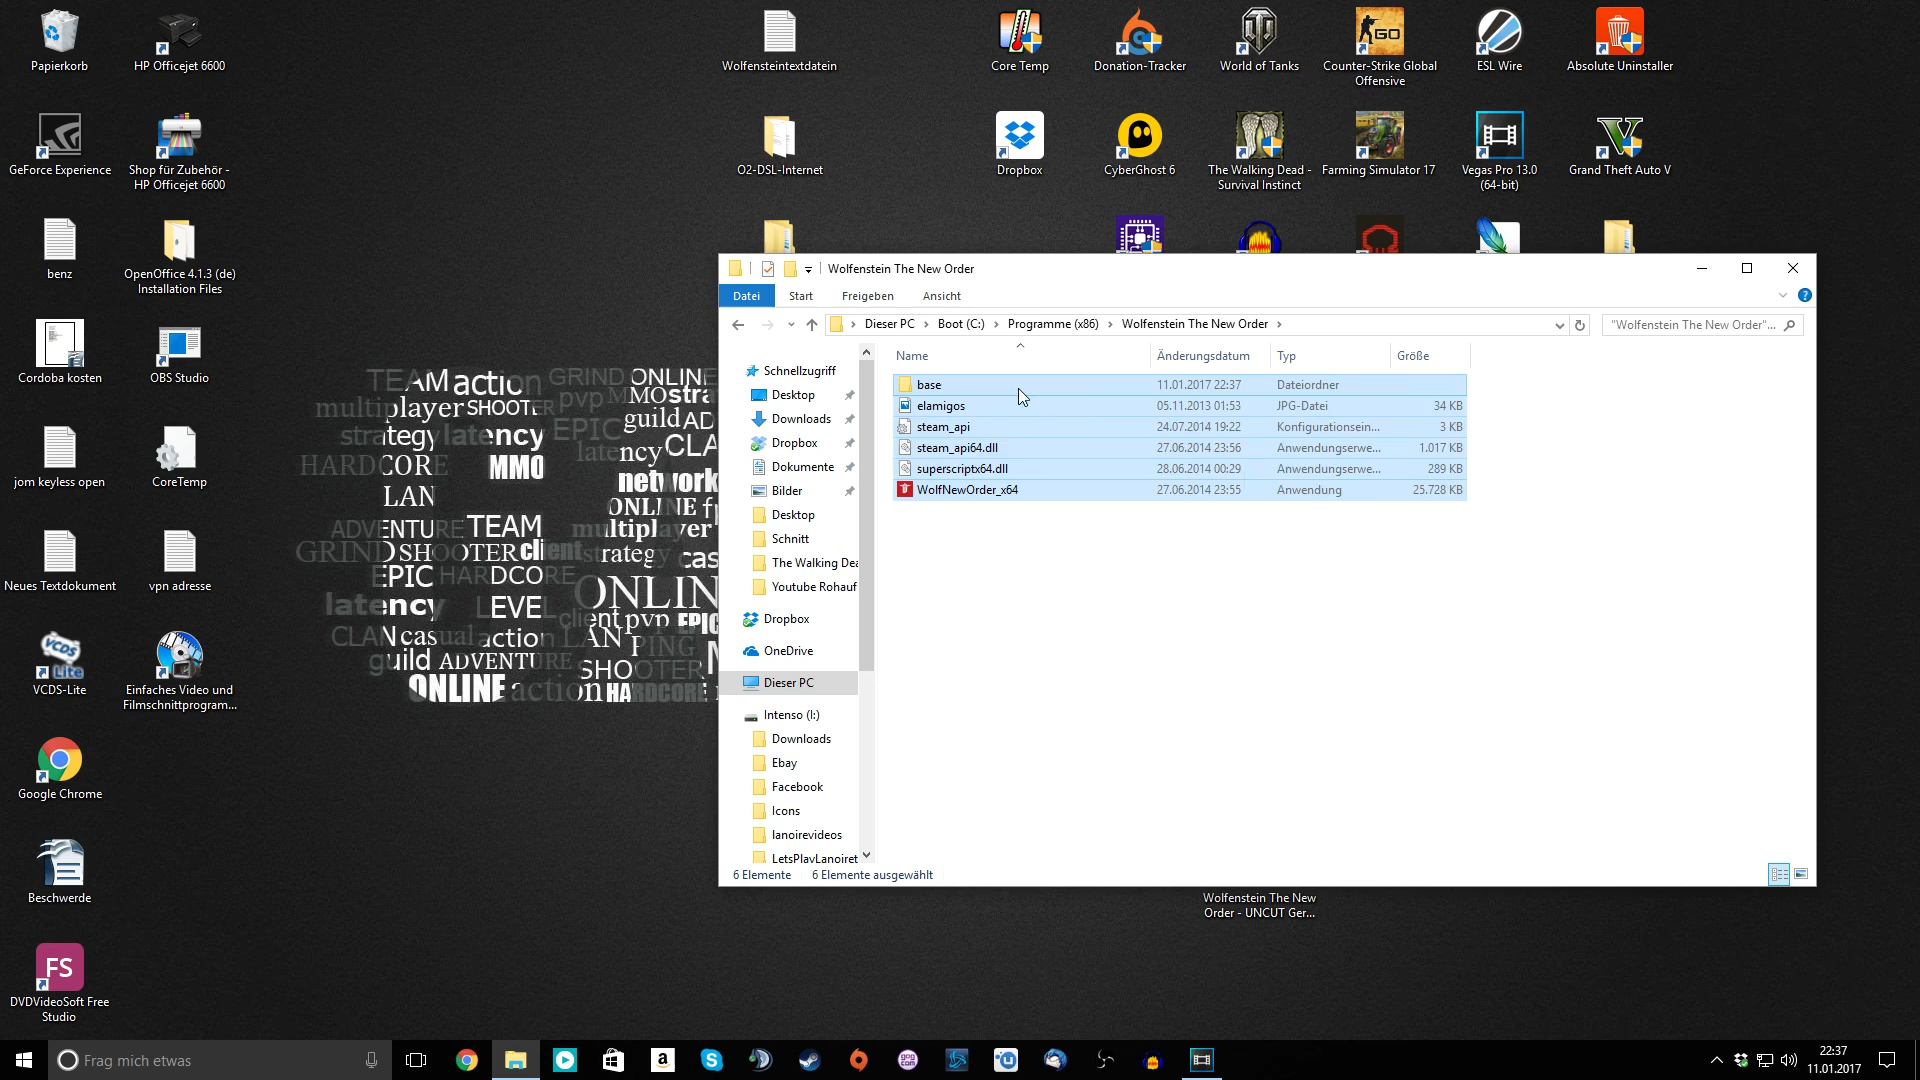 Papierkorb
HP Officejet 6600
Wolfensteintextdatein
Core Temp
Donation-Tracker
World of Tanks
Counter-Strike Global
Offensive
ESL Wire
Absolute Uninstaller
GeForce Experience
Shop für Zubehör -
HP Officejet 6600
O2-DSL-Internet
Dropbox
CyberGhost 6
The Walking Dead -
Survival Instinct
Farming Simulator 17
Vegas Pro 13.0
(64-bit)
Grand Theft Auto V
benz
OpenOffice 4.1.3 (de)
Installation Files
Cordoba kosten
OBS Studio
jom keyless open
CoreTemp
Neues Textdokument
vpn adresse
VCDS-Lite
Einfaches Video und
Filmschnittprogram...
Google Chrome
Beschwerde
FS
DVDVideoSoft Free
Studio
TEAM action GRIND ONLINE
multiplayer SHOOTER pvp MMO
strategy latency EPIC guild
HARDCORE MMO latency CLAN
LAN network
ADVENTURE TEAM ONLINE
GRIND SHOOTER client multiplayer
EPIC HARDCORE strategy
latency LEVEL ONLINE
CLAN casual action LAN client pvp EPIC
guild ADVENTURE SHOOTER PING
ONLINE action HARDCORE
Wolfenstein The New Order
Datei
Start
Freigeben
Ansicht
Dieser PC
Boot (C:)
Programme (x86)
Wolfenstein The New Order
"Wolfenstein The New Order"...
Schnellzugriff
Desktop
Downloads
Dropbox
Dokumente
Bilder
Desktop
Schnitt
The Walking Dea
Youtube Rohauf
Dropbox
OneDrive
Dieser PC
Intenso (I:)
Downloads
Ebay
Facebook
Icons
lanoirevideos
LetsPlayLanoiret
Name Änderungsdatum Typ Größe
base 11.01.2017 22:37 Dateiordner
elamigos 05.11.2013 01:53 JPG-Datei 34 KB
steam_api 24.07.2014 19:22 Konfigurationsein... 3 KB
steam_api64.dll 27.06.2014 23:56 Anwendungserwe... 1.017 KB
superscriptx64.dll 28.06.2014 00:29 Anwendungserwe... 289 KB
WolfNewOrder_x64 27.06.2014 23:55 Anwendung 25.728 KB
6 Elemente
6 Elemente ausgewählt
Wolfenstein The New
Order - UNCUT Ger...
Frag mich etwas
22:37
11.01.2017